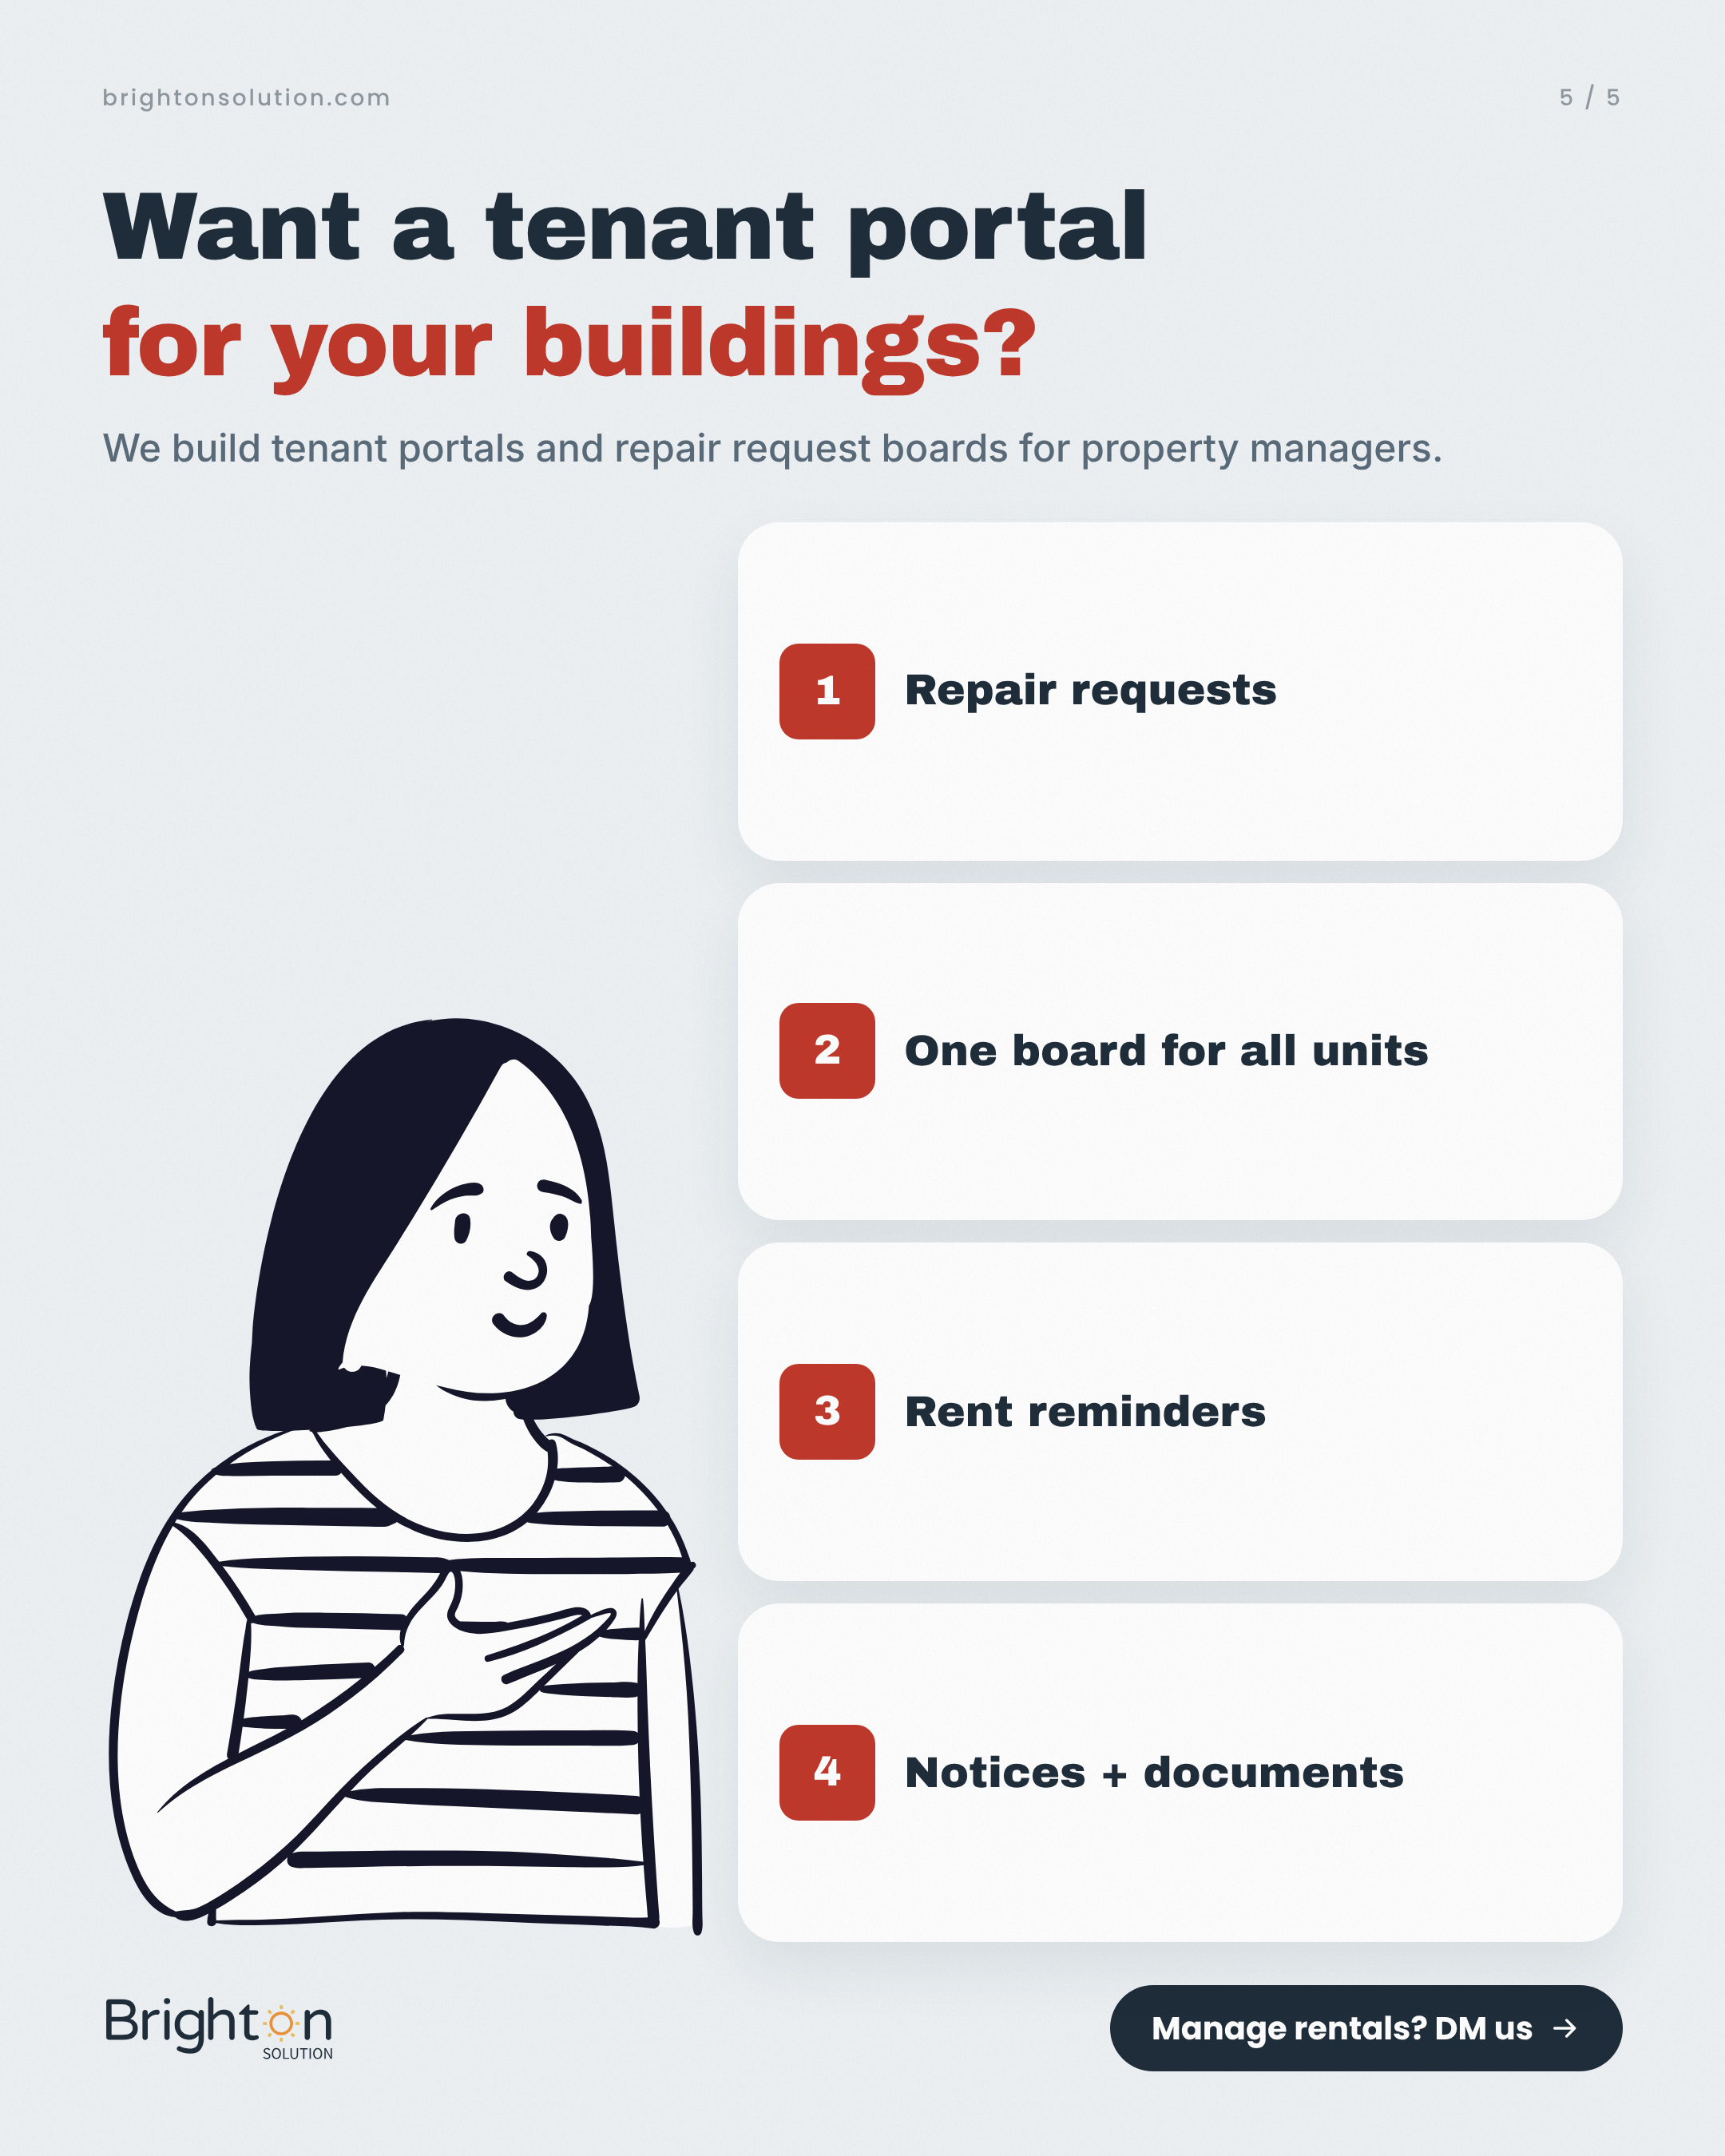 brightonsolution.com
5 / 5
Want a tenant portal
for your buildings?
We build tenant portals and repair request boards for property managers.
1 Repair requests
2 One board for all units
3 Rent reminders
4 Notices + documents
Brighton
SOLUTION
Manage rentals? DM us →